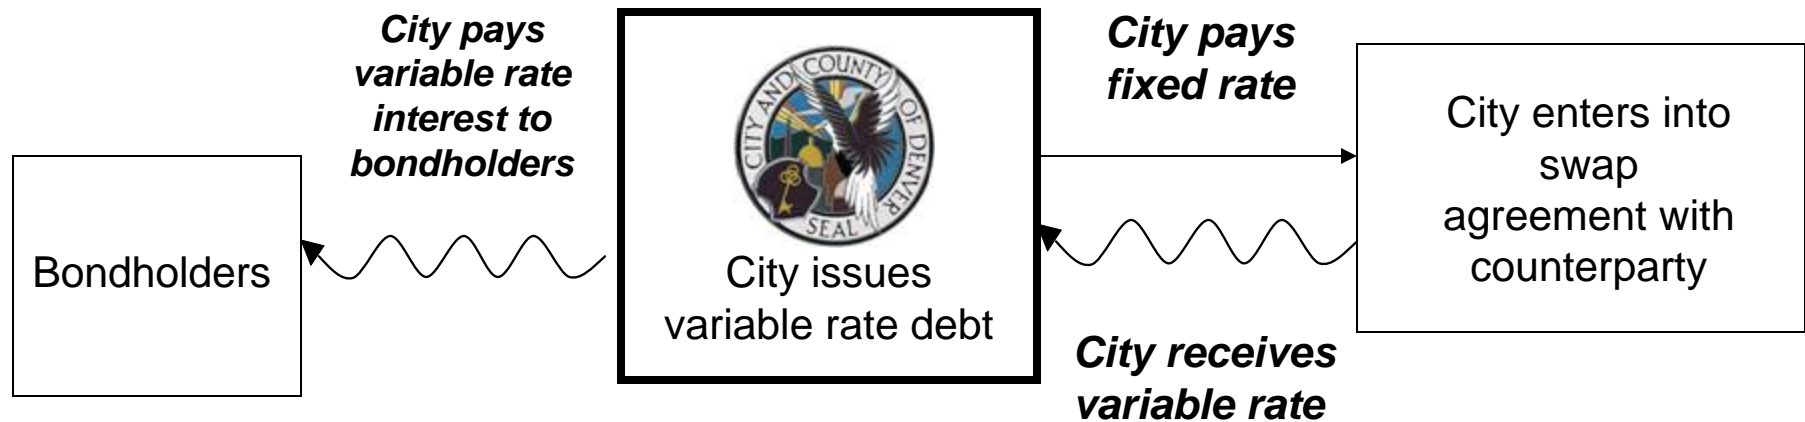 City pays
variable rate
interest to
bondholders
Bondholders
CITY AND COUNTY OF DENVER
SEAL
City issues
variable rate debt
City pays
fixed rate
City receives
variable rate
City enters into
swap
agreement with
counterparty